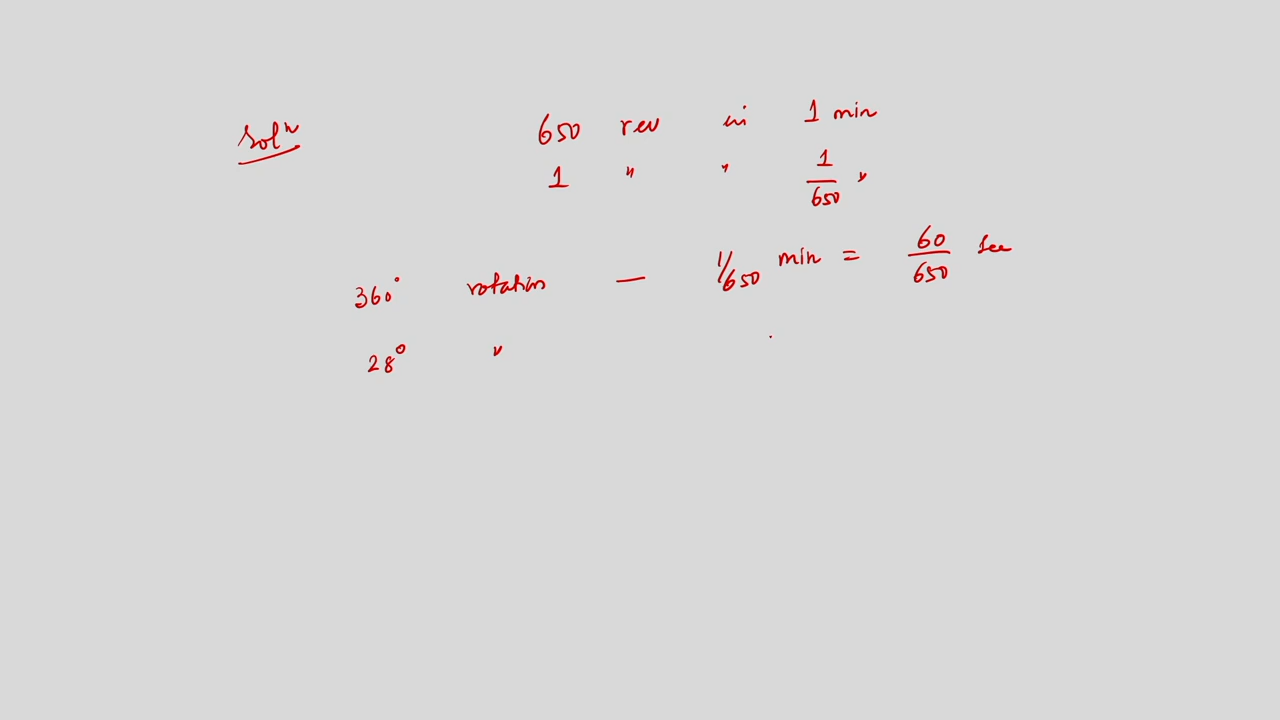 Solⁿ 650 rev in 1 min
1 " " 1/650 "
360° rotation — 1/650 min = 60/650 sec
28° "